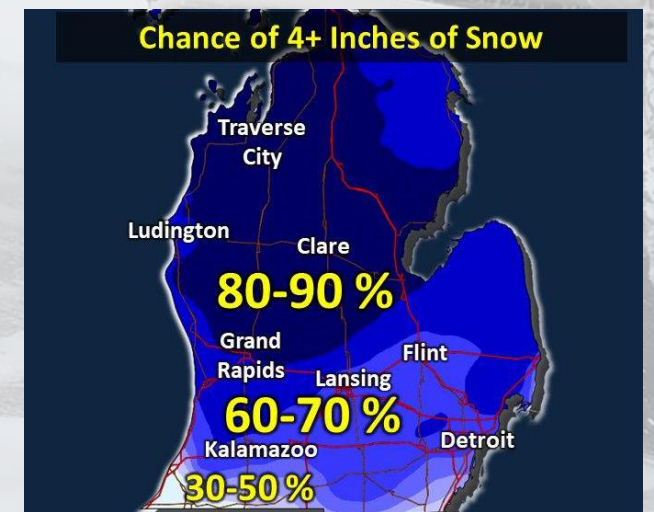 Chance of 4+ Inches of Snow
Traverse
City
Ludington
Clare
80-90 %
Grand
Rapids
Flint
Lansing
60-70 %
Kalamazoo
Detroit
30-50 %